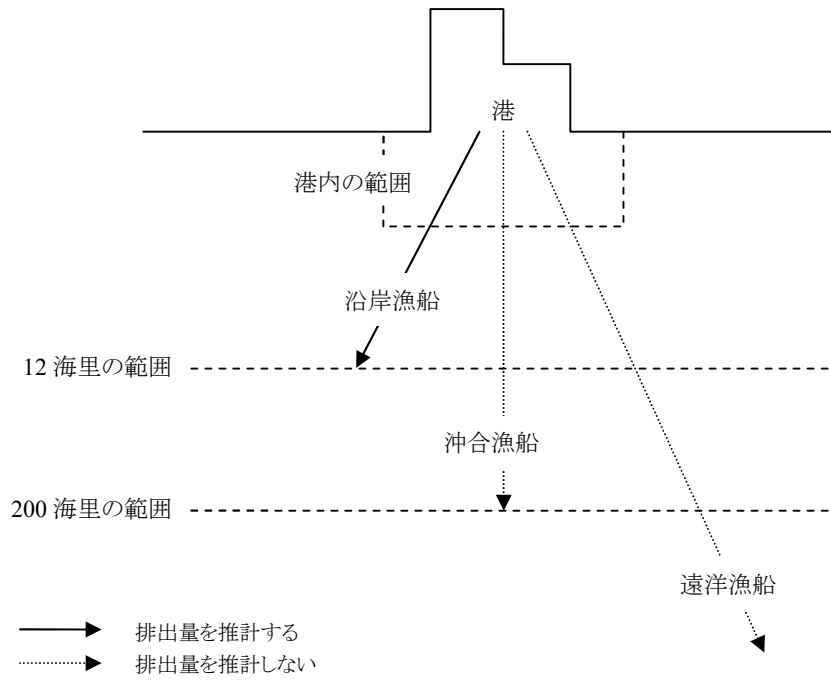 港
港内の範囲
沿岸漁船
12 海里の範囲
沖合漁船
200 海里の範囲
遠洋漁船
排出量を推計する
排出量を推計しない